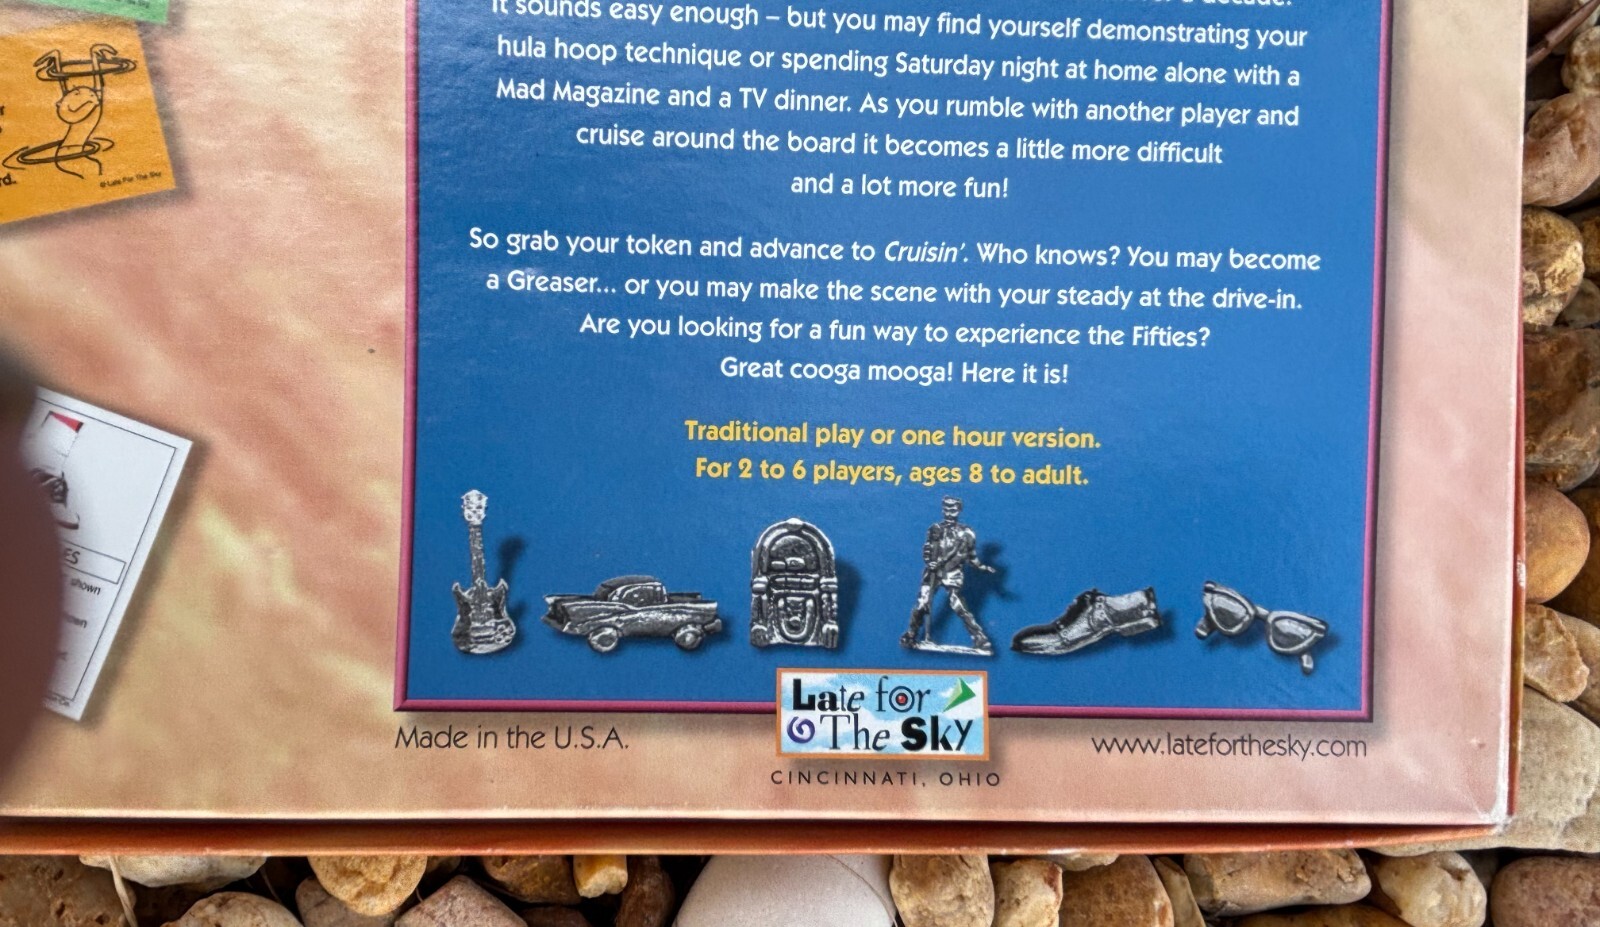 decade.
It sounds easy enough – but you may find yourself demonstrating your
hula hoop technique or spending Saturday night at home alone with a
Mad Magazine and a TV dinner. As you rumble with another player and
cruise around the board it becomes a little more difficult
and a lot more fun!
So grab your token and advance to Cruisin'. Who knows? You may become
a Greaser... or you may make the scene with your steady at the drive-in.
Are you looking for a fun way to experience the Fifties?
Great cooga mooga! Here it is!
Traditional play or one hour version.
For 2 to 6 players, ages 8 to adult.
Late for
The Sky
CINCINNATI, OHIO
Made in the U.S.A.
www.lateforthesky.com
© Late For The Sky
shown